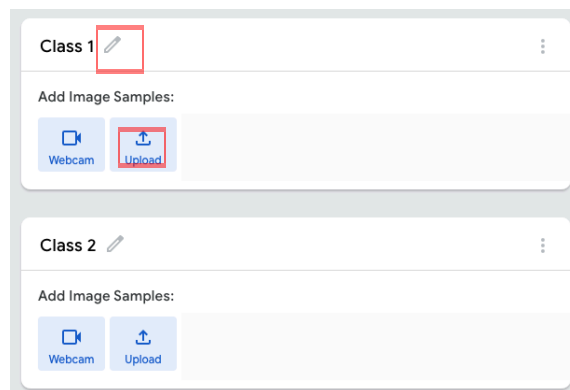 Class 1
Add Image Samples:
Webcam Upload
Class 2
Add Image Samples:
Webcam Upload